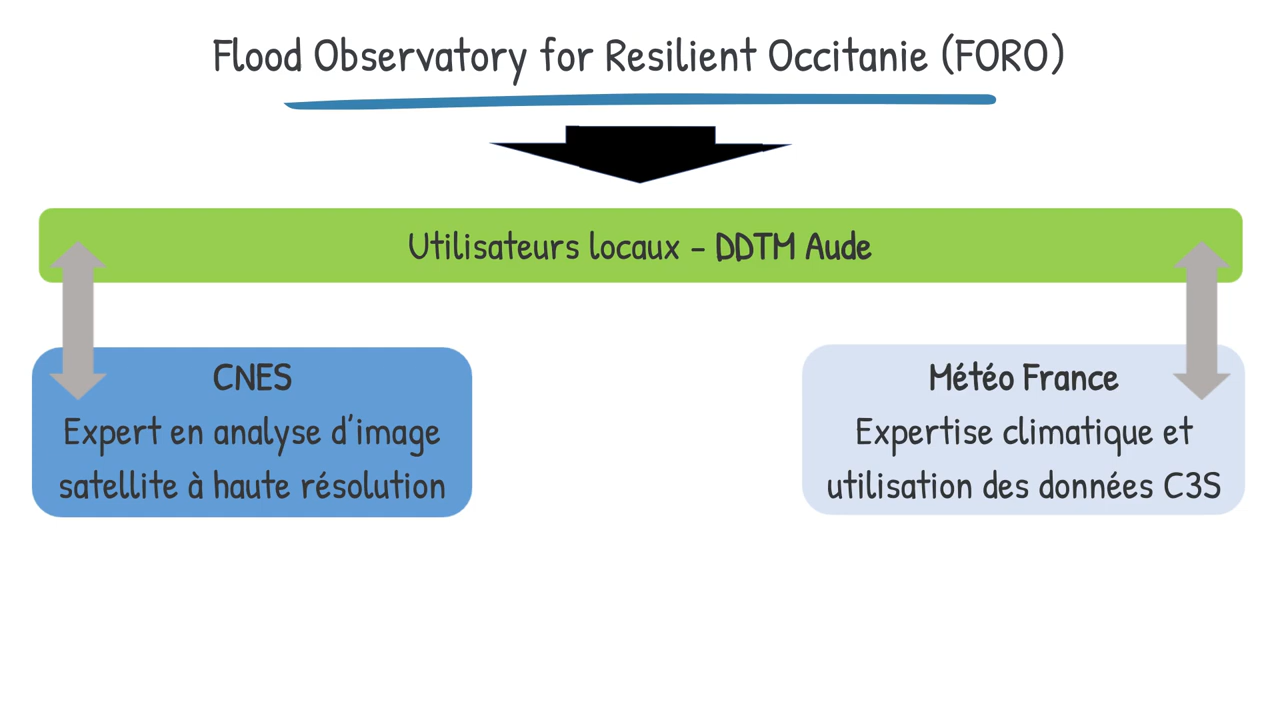 Flood Observatory for Resilient Occitanie (FORO)
Utilisateurs locaux – DDTM Aude
CNES
Expert en analyse d'image
satellite à haute résolution
Météo France
Expertise climatique et
utilisation des données C3S